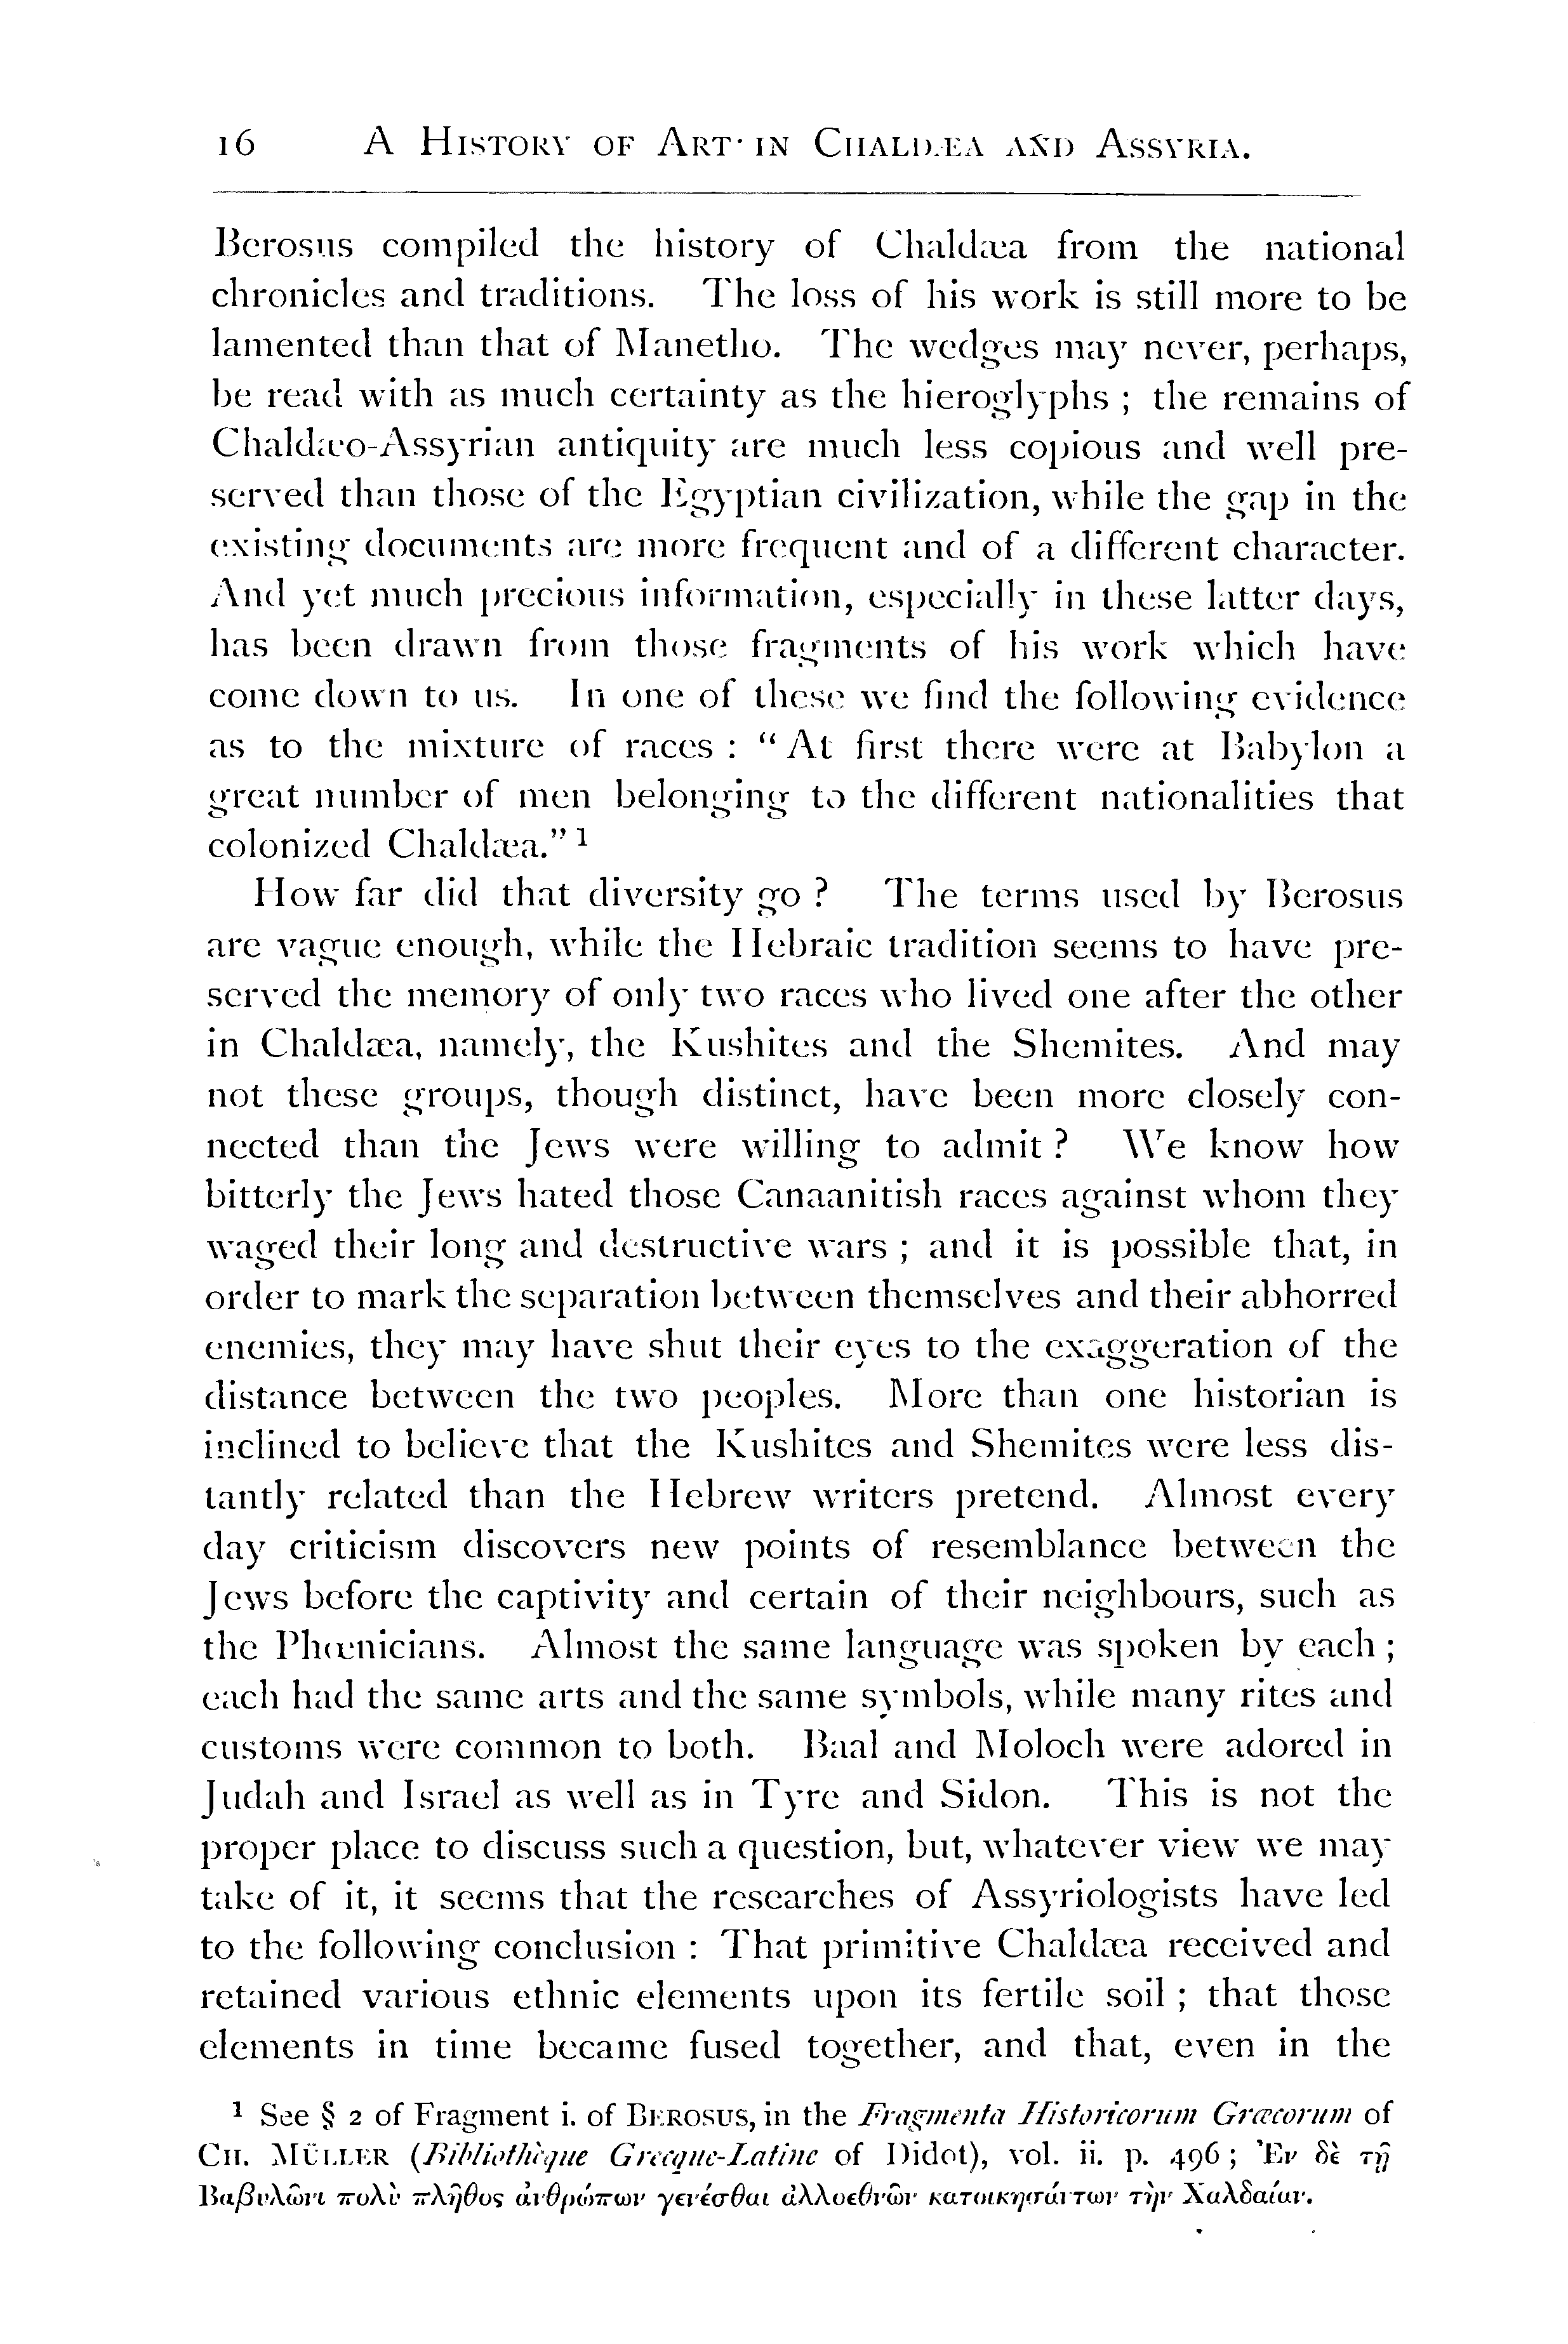 16 A History of Art in Chaldæa and Assyria.
Berosus compiled the history of Chaldæa from the national
chronicles and traditions. The loss of his work is still more to be
lamented than that of Manetho. The wedges may never, perhaps,
be read with as much certainty as the hieroglyphs ; the remains of
Chaldæo-Assyrian antiquity are much less copious and well pre-
served than those of the Egyptian civilization, while the gap in the
existing documents are more frequent and of a different character.
And yet much precious information, especially in these latter days,
has been drawn from those fragments of his work which have
come down to us. In one of these we find the following evidence
as to the mixture of races : “ At first there were at Babylon a
great number of men belonging to the different nationalities that
colonized Chaldæa.” 1
How far did that diversity go ? The terms used by Berosus
are vague enough, while the Hebraic tradition seems to have pre-
served the memory of only two races who lived one after the other
in Chaldæa, namely, the Kushites and the Shemites. And may
not these groups, though distinct, have been more closely con-
nected than the Jews were willing to admit ? We know how
bitterly the Jews hated those Canaanitish races against whom they
waged their long and destructive wars ; and it is possible that, in
order to mark the separation between themselves and their abhorred
enemies, they may have shut their eyes to the exaggeration of the
distance between the two peoples. More than one historian is
inclined to believe that the Kushites and Shemites were less dis-
tantly related than the Hebrew writers pretend. Almost every
day criticism discovers new points of resemblance between the
Jews before the captivity and certain of their neighbours, such as
the Phœnicians. Almost the same language was spoken by each ;
each had the same arts and the same symbols, while many rites and
customs were common to both. Baal and Moloch were adored in
Judah and Israel as well as in Tyre and Sidon. This is not the
proper place to discuss such a question, but, whatever view we may
take of it, it seems that the researches of Assyriologists have led
to the following conclusion : That primitive Chaldæa received and
retained various ethnic elements upon its fertile soil ; that those
elements in time became fused together, and that, even in the
1 See § 2 of Fragment i. of Berosus, in the Fragmenta Historicorum Græcorum of
Ch. Müller (Bibliothèque Grecque-Latine of Didot), vol. ii. p. 496 ; Ἐν δὲ τῇ
Βαβυλῶνι πολὺ πλῆθος ἀνθρώπων γενέσθαι ἀλλοεθνῶν κατοικησάντων τὴν Χαλδαίαν.